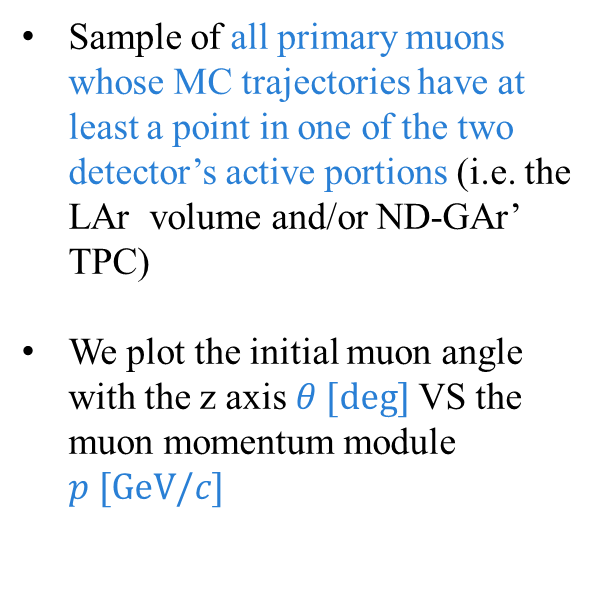 • Sample of all primary muons
whose MC trajectories have at
least a point in one of the two
detector’s active portions (i.e. the
LAr volume and/or ND-GAr’
TPC)
• We plot the initial muon angle
with the z axis 𝜃 [deg] VS the
muon momentum module
𝑝 [GeV/𝑐]